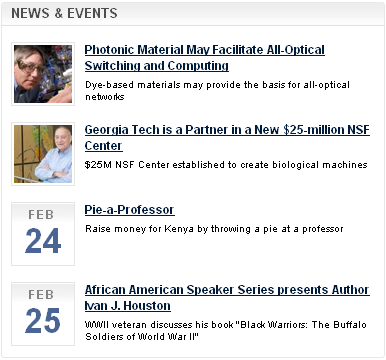 NEWS & EVENTS
Photonic Material May Facilitate All-Optical
Switching and Computing
Dye-based materials may provide the basis for all-optical
networks
Georgia Tech is a Partner in a New $25-million NSF
Center
$25M NSF Center established to create biological machines
FEB
24
Pie-a-Professor
Raise money for Kenya by throwing a pie at a professor
FEB
25
African American Speaker Series presents Author
Ivan J. Houston
WWII veteran discusses his book "Black Warriors: The Buffalo
Soldiers of World War II"